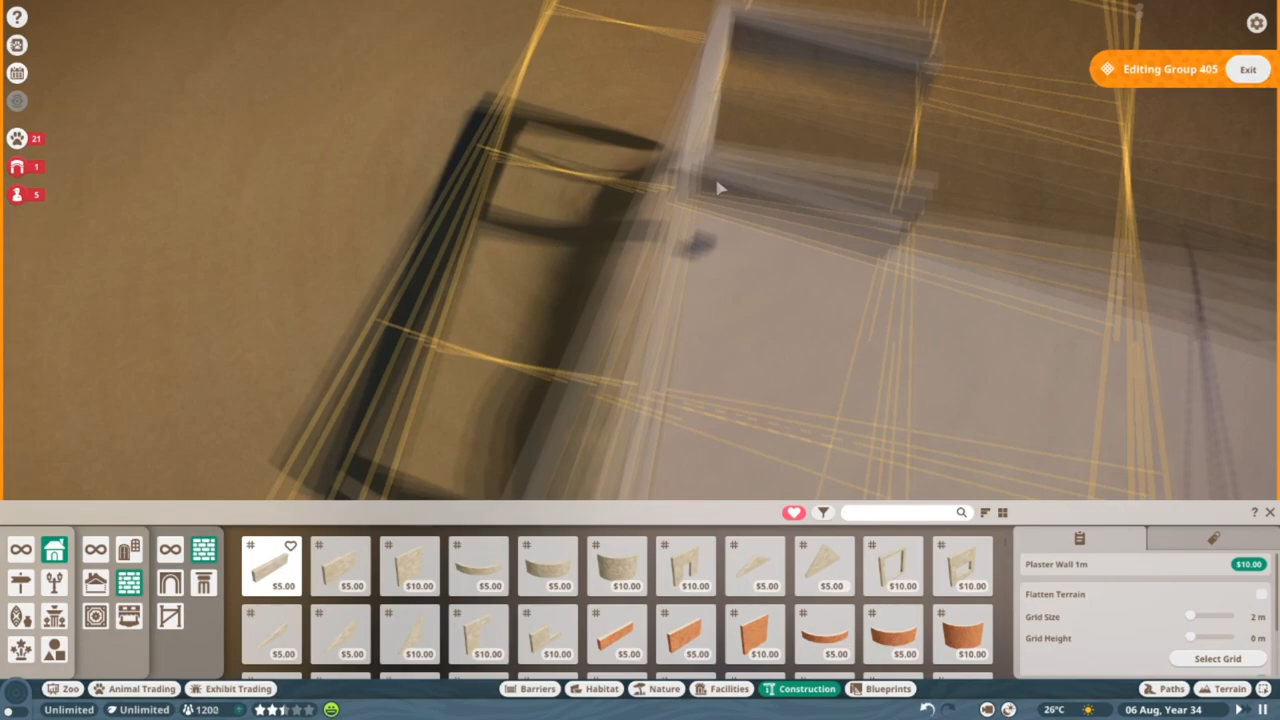 ?
Editing Group 405 Exit
21
1
5
? ×
$5.00 $5.00 $10.00 $5.00 $5.00 $10.00 $10.00 $5.00 $5.00 $10.00 $10.00
$5.00 $5.00 $10.00 $10.00 $10.00 $5.00 $5.00 $10.00 $5.00 $5.00 $10.00
Plaster Wall 1m $10.00
Flatten Terrain
Grid Size 2 m
Grid Height 0 m
Select Grid
Zoo Animal Trading Exhibit Trading Barriers Habitat Nature Facilities Construction Blueprints Paths Terrain
Unlimited Unlimited 1200 26°C 06 Aug, Year 34